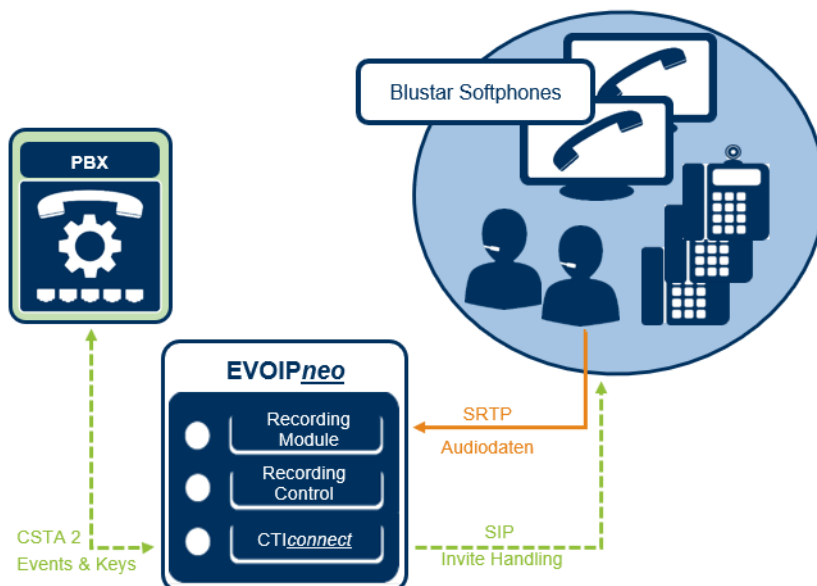 Blustar Softphones
PBX
EVOIPneo
Recording
Module
Recording
Control
CTIconnect
SRTP
Audiodaten
CSTA 2
Events & Keys
SIP
Invite Handling